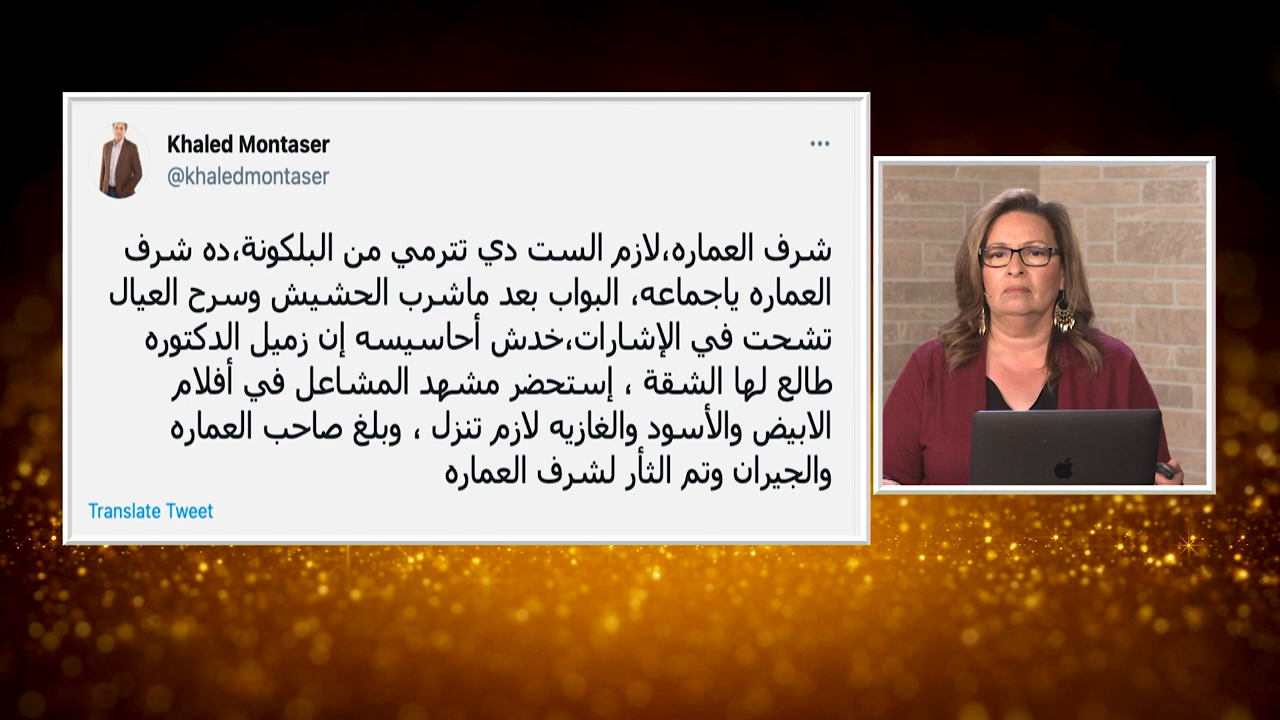 Khaled Montaser
@khaledmontaser
شرف العماره،لازم الست دي تترمي من البلكونة،ده شرف
العماره ياجماعه، البواب بعد ماشرب الحشيش وسرح العيال
تشحت في الإشارات،خدش أحاسيسه إن زميل الدكتوره
طالع لها الشقة ، إستحضر مشهد المشاعل في أفلام
الابيض والأسود والغازيه لازم تنزل ، وبلغ صاحب العماره
والجيران وتم الثأر لشرف العماره
Translate Tweet